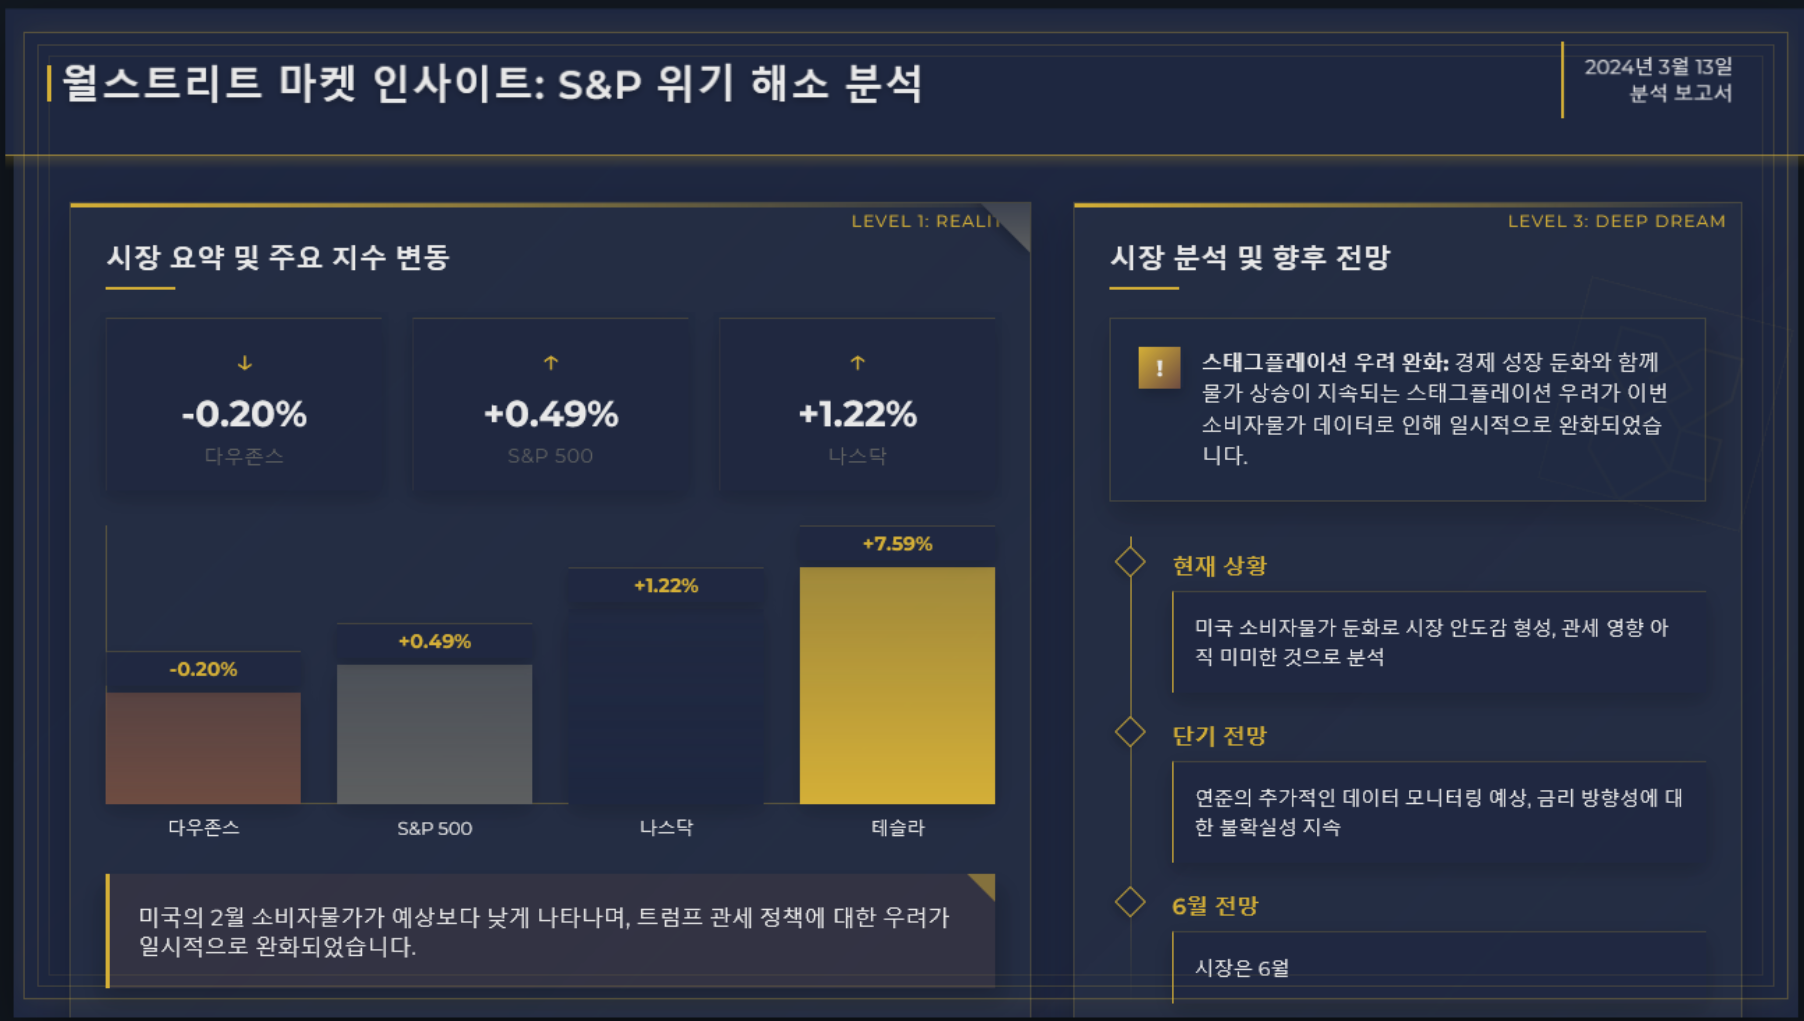 월스트리트 마켓 인사이트: S&P 위기 해소 분석
2024년 3월 13일
분석 보고서
LEVEL 1: REALI
시장 요약 및 주요 지수 변동
↓
-0.20%
다우존스
↑
+0.49%
S&P 500
↑
+1.22%
나스닥
-0.20%
+0.49%
+1.22%
+7.59%
다우존스
S&P 500
나스닥
테슬라
미국의 2월 소비자물가가 예상보다 낮게 나타나며, 트럼프 관세 정책에 대한 우려가
일시적으로 완화되었습니다.
LEVEL 3: DEEP DREAM
시장 분석 및 향후 전망
!
스태그플레이션 우려 완화: 경제 성장 둔화와 함께
물가 상승이 지속되는 스태그플레이션 우려가 이번
소비자물가 데이터로 인해 일시적으로 완화되었습
니다.
현재 상황
미국 소비자물가 둔화로 시장 안도감 형성, 관세 영향 아
직 미미한 것으로 분석
단기 전망
연준의 추가적인 데이터 모니터링 예상, 금리 방향성에 대
한 불확실성 지속
6월 전망
시장은 6월